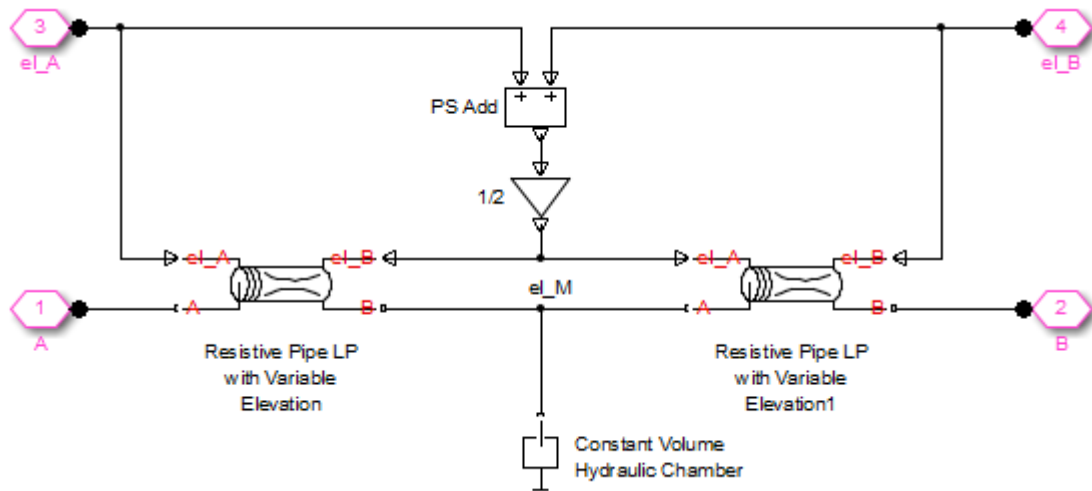 3
el_A
4
el_B
PS Add
+ +
1/2
el_A
el_B
el_A
el_B
el_M
1
A
A
B
A
B
2
B
Resistive Pipe LP
with Variable
Elevation
Resistive Pipe LP
with Variable
Elevation1
Constant Volume
Hydraulic Chamber